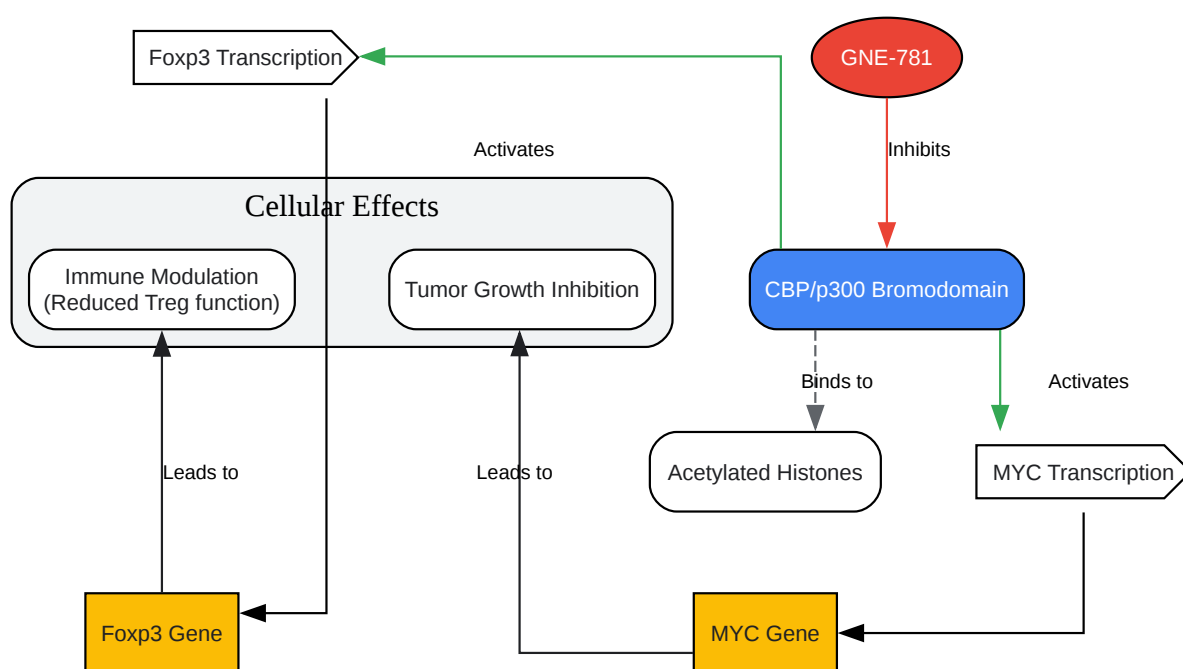 Foxp3 Transcription
GNE-781
Activates
Inhibits
Cellular Effects
Immune Modulation
(Reduced Treg function)
Tumor Growth Inhibition
CBP/p300 Bromodomain
Binds to
Activates
Leads to
Leads to
Acetylated Histones
MYC Transcription
Foxp3 Gene
MYC Gene